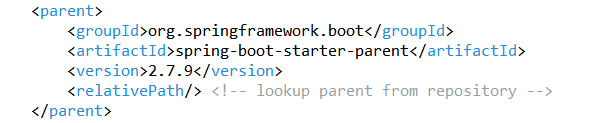 <parent>
<groupId>org.springframework.boot</groupId>
<artifactId>spring-boot-starter-parent</artifactId>
<version>2.7.9</version>
<relativePath/> <!-- lookup parent from repository -->
</parent>